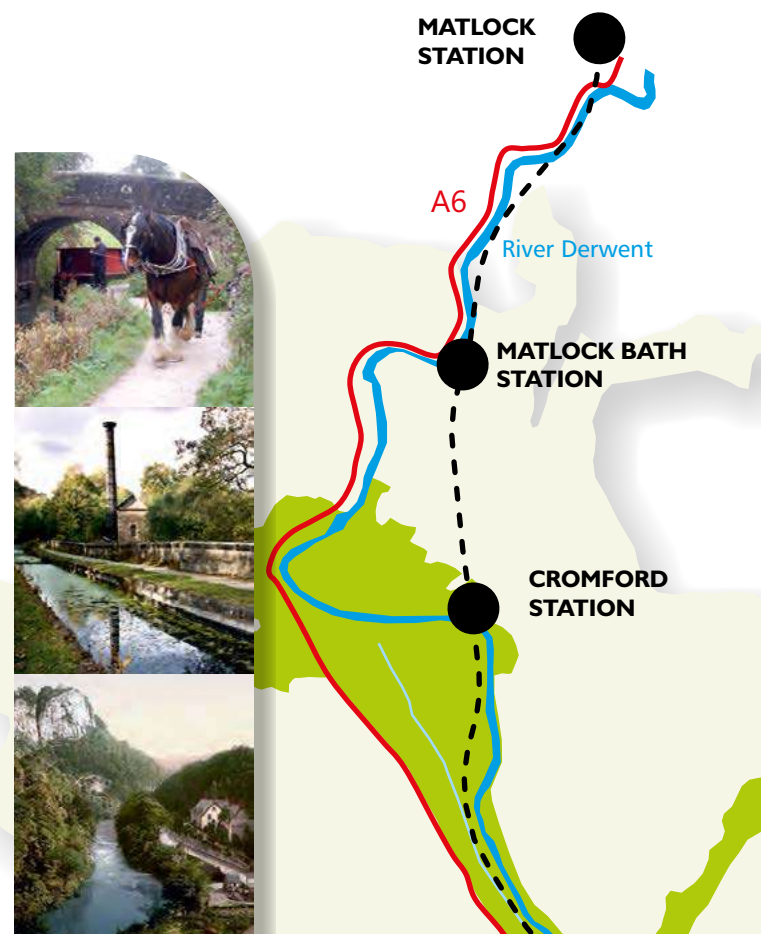 MATLOCK
STATION
A6
River Derwent
MATLOCK BATH
STATION
CROMFORD
STATION